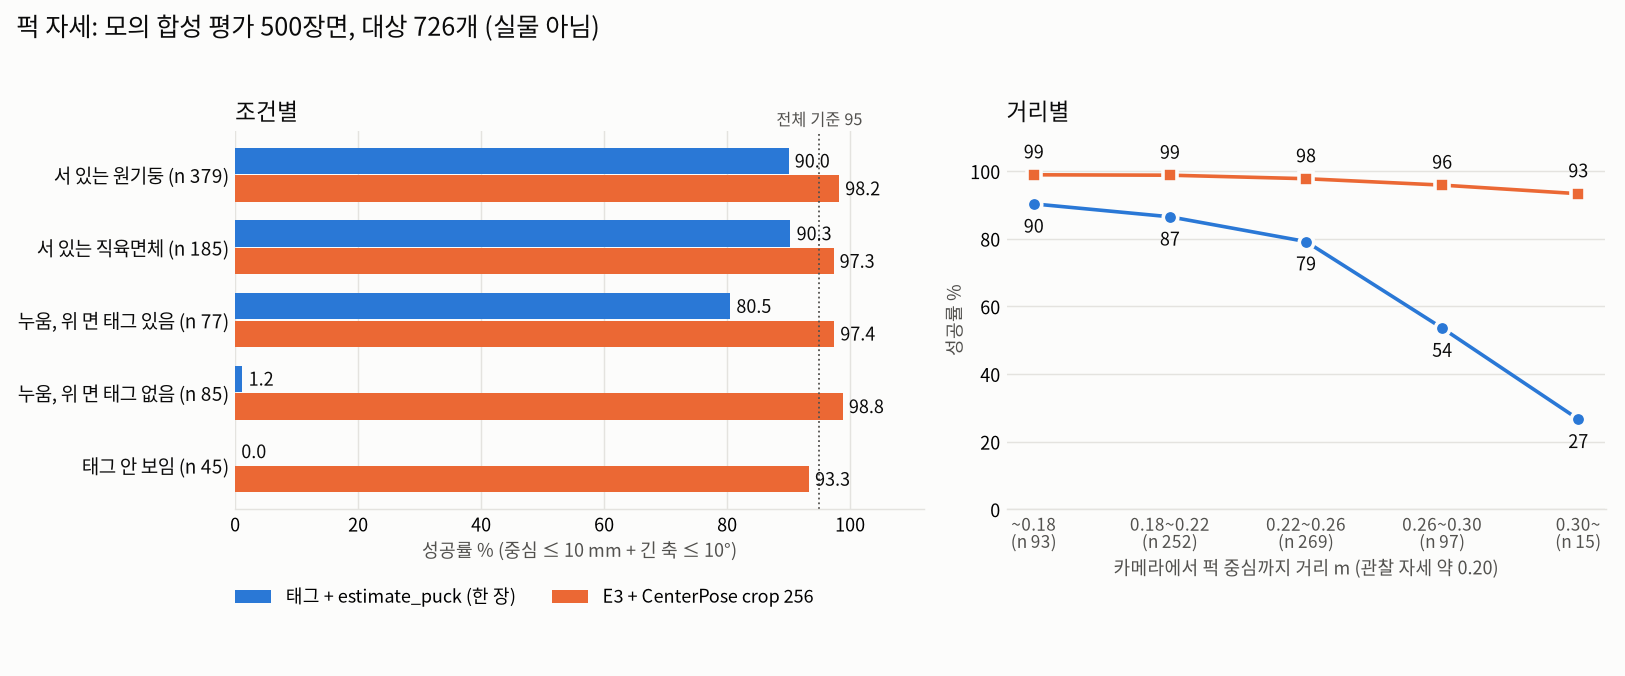 퍽 자세: 모의 합성 평가 500장면, 대상 726개 (실물 아님)
조건별
전체 기준 95
서 있는 원기둥 (n 379)
90.0
98.2
서 있는 직육면체 (n 185)
90.3
97.3
누움, 위 면 태그 있음 (n 77)
80.5
97.4
누움, 위 면 태그 없음 (n 85)
1.2
98.8
태그 안 보임 (n 45)
0.0
93.3
0 20 40 60 80 100
성공률 % (중심 ≤ 10 mm + 긴 축 ≤ 10°)
태그 + estimate_puck (한 장) E3 + CenterPose crop 256
거리별
99 99 98 96 93
90 87 79 54 27
100
80
60
40
20
0
성공률 %
~0.18 0.18~0.22 0.22~0.26 0.26~0.30 0.30~
(n 93) (n 252) (n 269) (n 97) (n 15)
카메라에서 퍽 중심까지 거리 m (관찰 자세 약 0.20)